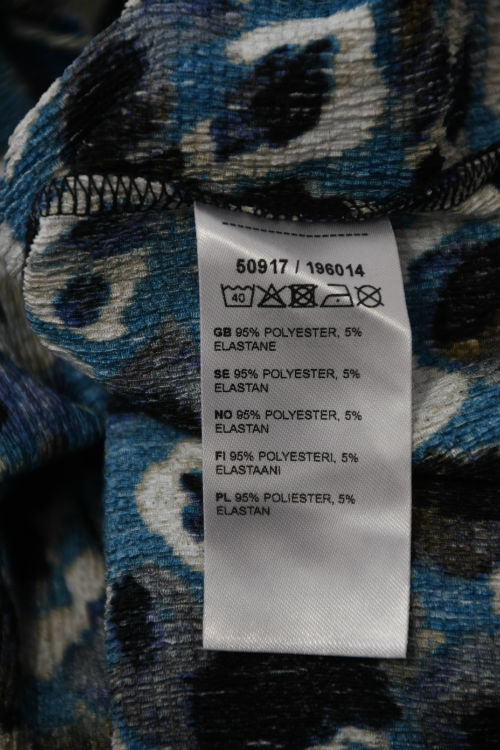 50917 / 196014
40
GB 95% POLYESTER, 5%
ELASTANE
SE 95% POLYESTER, 5%
ELASTAN
NO 95% POLYESTER, 5%
ELASTAN
FI 95% POLYESTERI, 5%
ELASTAANI
PL 95% POLIESTER, 5%
ELASTAN